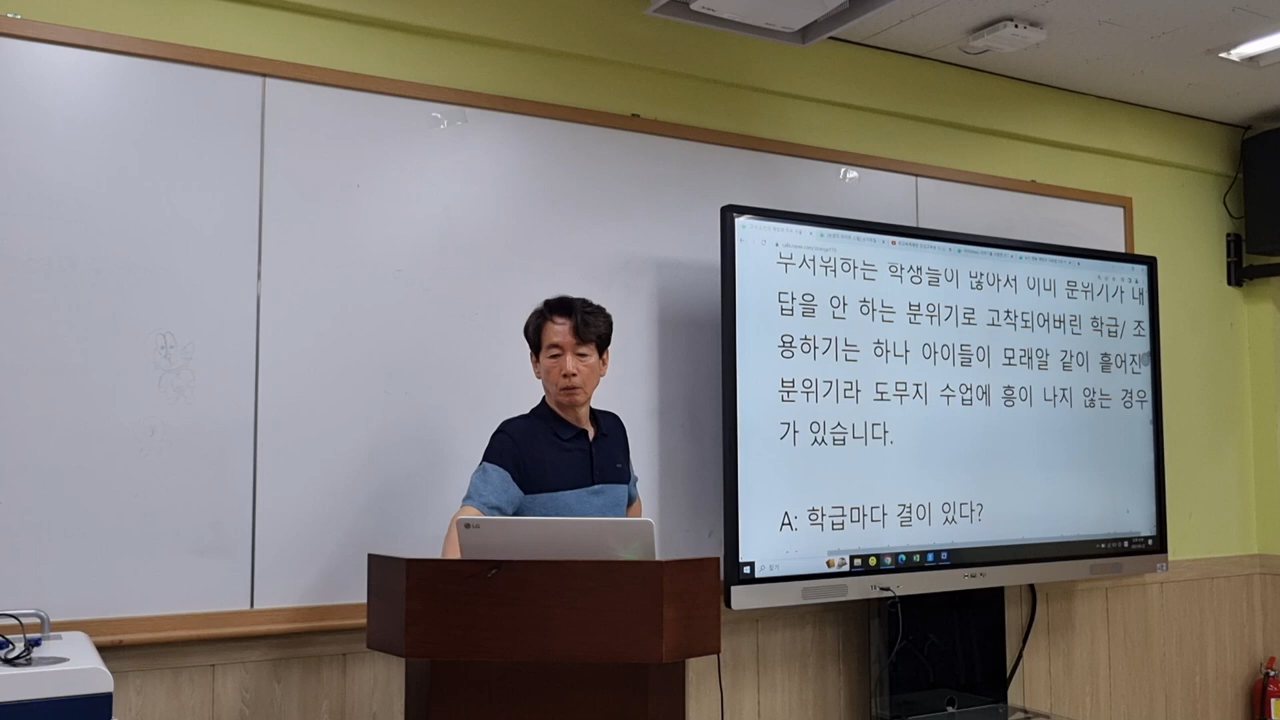 부서워하는 학생들이 많아서 이미 분위기가 내
답을 안 하는 분위기로 고착되어버린 학급/ 조
용하기는 하나 아이들이 모래알 같이 흩어진
분위기라 도무지 수업에 흥이 나지 않는 경우
가 있습니다.
A: 학급마다 결이 있다?
찾기
LG